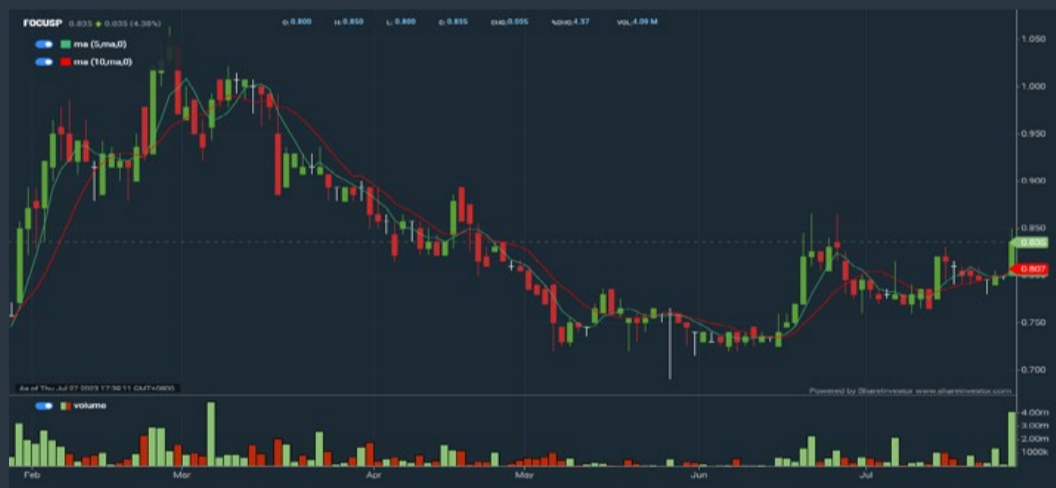 FOCUSP 0.835 0.035 (4.38%) O: 0.800 H: 0.850 L: 0.800 C: 0.835 CHG: 0.035 %CHG: 4.37 VOL: 4.09 M
ma (5,ma,0)
ma (10,ma,0)
1.050
1.000
0.950
0.900
0.850
0.835
0.807
0.750
0.700
As of Thu Jul 27 2023 17:39:11 GMT+0800
Powered by ShareInvestor www.shareinvestor.com
volume
4.00m
3.00m
2.00m
1000k
Feb Mar Apr May Jun Jul